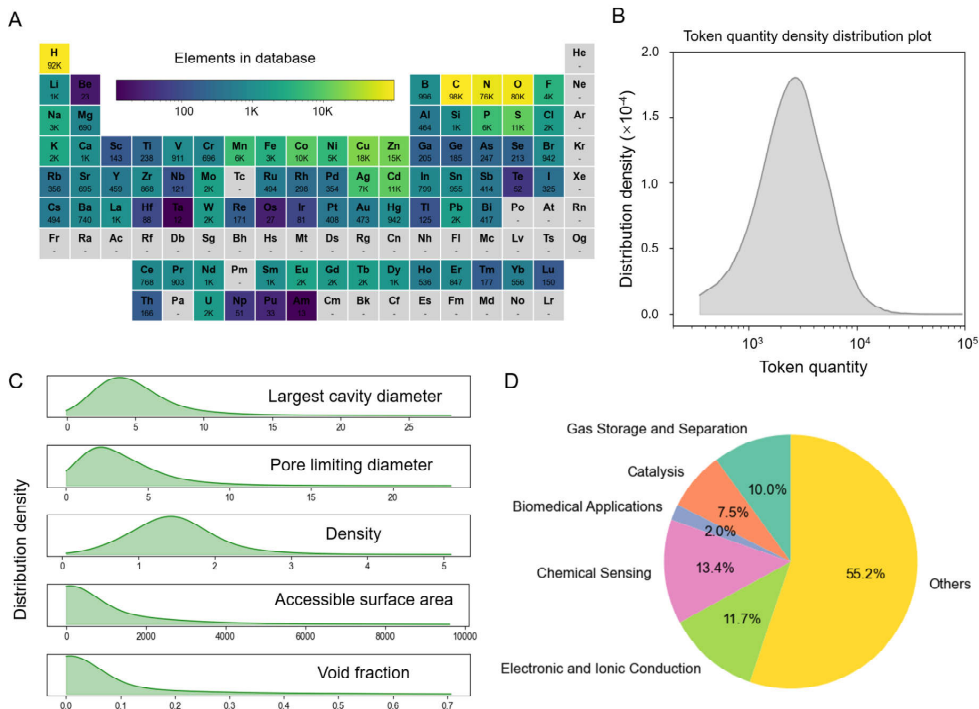 A
H He
92K -
Elements in database
100 1K 10K
Li Be B C N O F Ne
1K 23 996 98K 76K 80K 4K -
Na Mg Al Si P S Cl Ar
3K 690 464 1K 6K 11K 2K -
K Ca Sc Ti V Cr Mn Fe Co Ni Cu Zn Ga Ge As Se Br Kr
2K 1K 143 238 911 696 6K 3K 10K 5K 18K 15K 205 185 247 213 942 -
Rb Sr Y Zr Nb Mo Tc Ru Rh Pd Ag Cd In Sn Sb Te I Xe
459 868 121 2K - 404 354 7K 11K 955 414 52 325 -
Cs Ba La Hf Ta W Re Os Ir Pt Au Hg Tl Pb Bi Po At Rn
494 740 1K 88 12 2K 171 27 81 408 473 942 125 2K 417 - - -
Fr Ra Ac Rf Db Sg Bh Hs Mt Ds Rg Cn Nh Fl Mc Lv Ts Og
- - - - - - - - - - - - - - - - - -
Ce Pr Nd Pm Sm Eu Gd Tb Dy Ho Er Tm Yb Lu
768 903 1K - 1K 2K 2K 2K 1K 536 847 177 556 150
Th Pa U Np Pu Am Cm Bk Cf Es Fm Md No Lr
166 - 2K 51 33 13 - - - - - - - -
B
Token quantity density distribution plot
Distribution density (×10⁻⁴)
2.0
1.5
1.0
0.5
0.0
10³ 10⁴ 10⁵
Token quantity
C
Distribution density
Largest cavity diameter
0 5 10 15 20 25
Pore limiting diameter
0 5 10 15 20
Density
0 1 2 3 4 5
Accessible surface area
0 2000 4000 6000 8000 10000
Void fraction
0.0 0.1 0.2 0.3 0.4 0.5 0.6 0.7
D
Gas Storage and Separation
10.0%
Catalysis
7.5%
Biomedical Applications
2.0%
Chemical Sensing
13.4%
Electronic and Ionic Conduction
11.7%
Others
55.2%